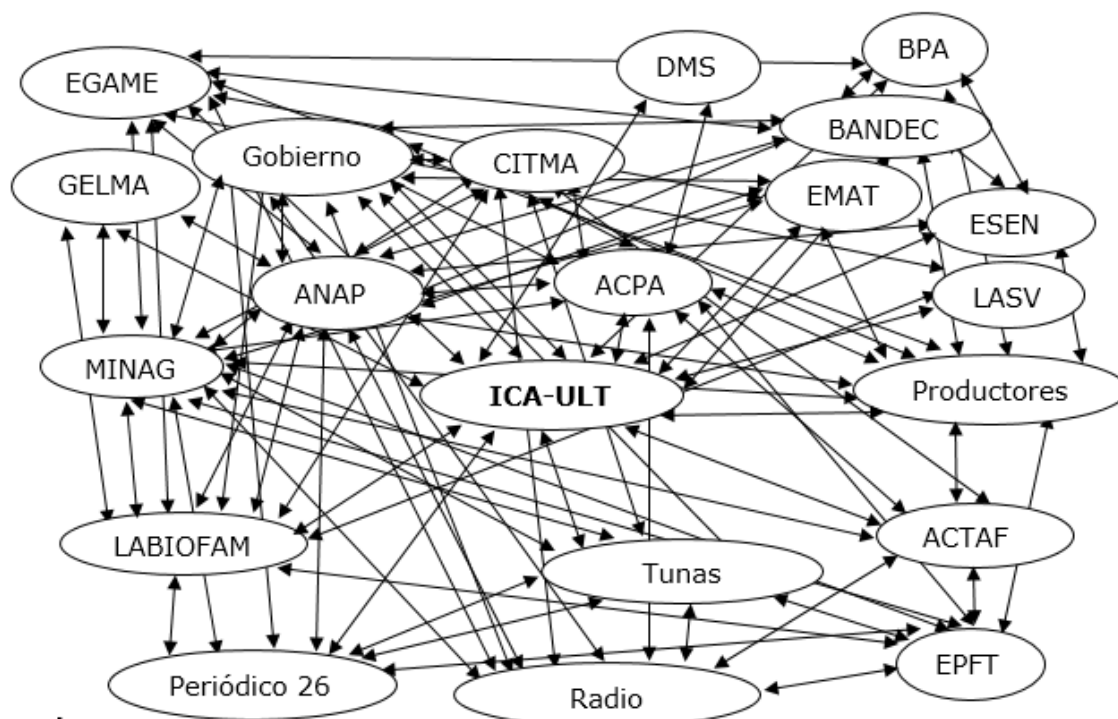 BPA
DMS
EGAME
BANDEC
Gobierno
CITMA
GELMA
EMAT
ESEN
ANAP
ACPA
LASV
MINAG
ICA-ULT
Productores
LABIOFAM
ACTAF
Tunas
EPFT
Periódico 26
Radio